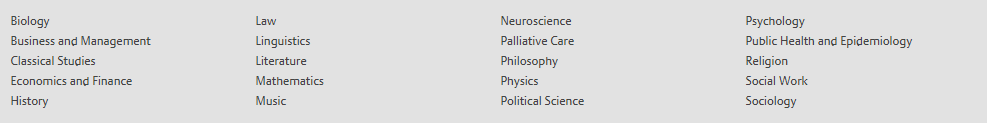 Biology
Business and Management
Classical Studies
Economics and Finance
History
Law
Linguistics
Literature
Mathematics
Music
Neuroscience
Palliative Care
Philosophy
Physics
Political Science
Psychology
Public Health and Epidemiology
Religion
Social Work
Sociology